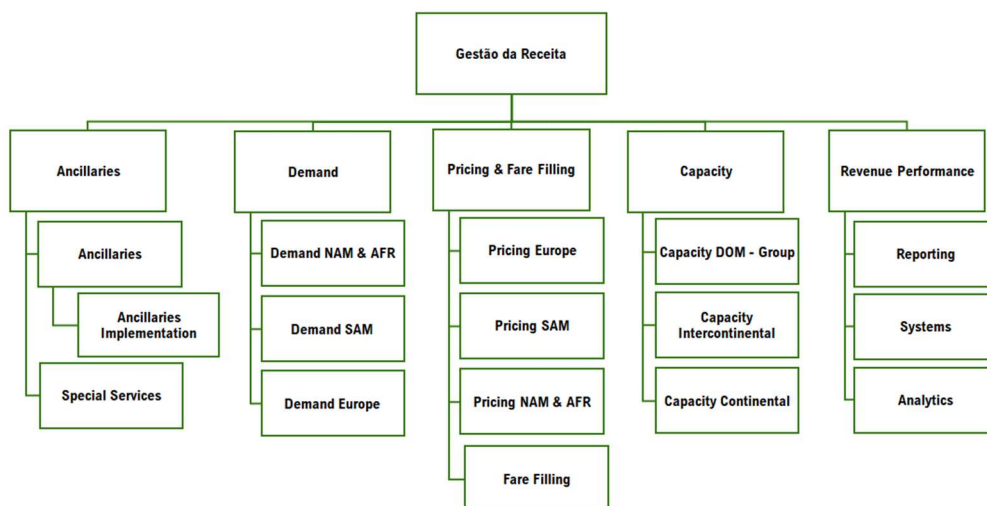 Gestão da Receita
Ancillaries
Demand
Pricing & Fare Filling
Capacity
Revenue Performance
Ancillaries
Ancillaries
Implementation
Special Services
Demand NAM & AFR
Demand SAM
Demand Europe
Pricing Europe
Pricing SAM
Pricing NAM & AFR
Fare Filling
Capacity DOM - Group
Capacity
Intercontinental
Capacity Continental
Reporting
Systems
Analytics